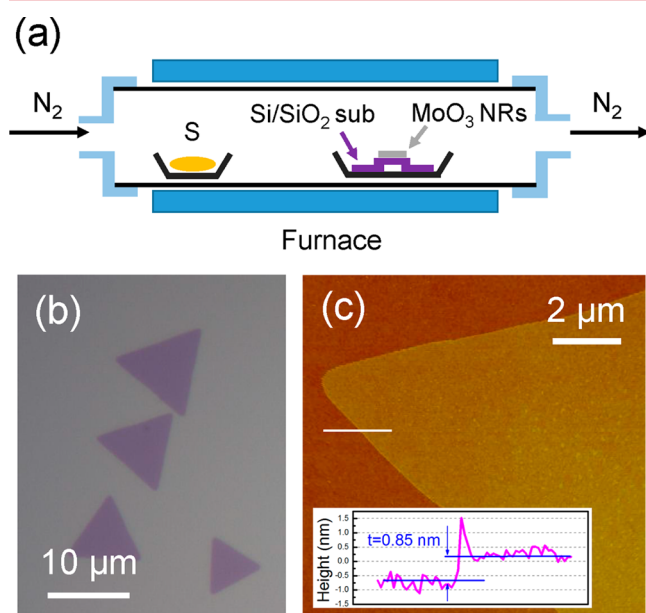 (a)
N₂
S
Si/SiO₂ sub
MoO₃ NRs
N₂
Furnace
(b)
10 μm
(c)
2 μm
Height (nm)
1.5
1.0
0.5
0.0
-0.5
-1.0
-1.5
t=0.85 nm